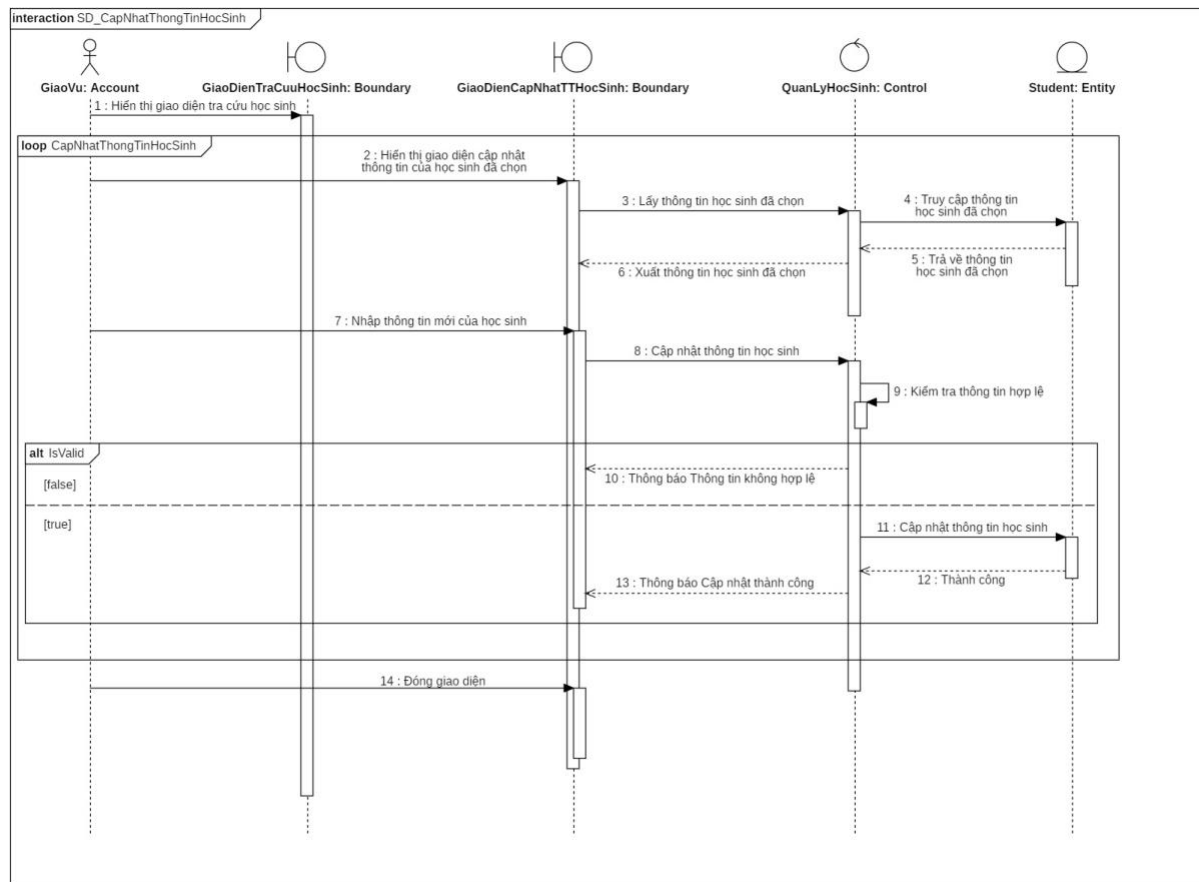 interaction SD_CapNhatThongTinHocSinh
GiaoVu: Account
GiaoDienTraCuuHocSinh: Boundary
GiaoDienCapNhatTTHocSinh: Boundary
QuanLyHocSinh: Control
Student: Entity
1 : Hiển thị giao diện tra cứu học sinh
loop CapNhatThongTinHocSinh
2 : Hiển thị giao diện cập nhật
thông tin của học sinh đã chọn
3 : Lấy thông tin học sinh đã chọn
4 : Truy cập thông tin
học sinh đã chọn
5 : Trả về thông tin
học sinh đã chọn
6 : Xuất thông tin học sinh đã chọn
7 : Nhập thông tin mới của học sinh
8 : Cập nhật thông tin học sinh
9 : Kiểm tra thông tin hợp lệ
alt IsValid
10 : Thông báo Thông tin không hợp lệ
[false]
[true]
11 : Cập nhật thông tin học sinh
12 : Thành công
13 : Thông báo Cập nhật thành công
14 : Đóng giao diện